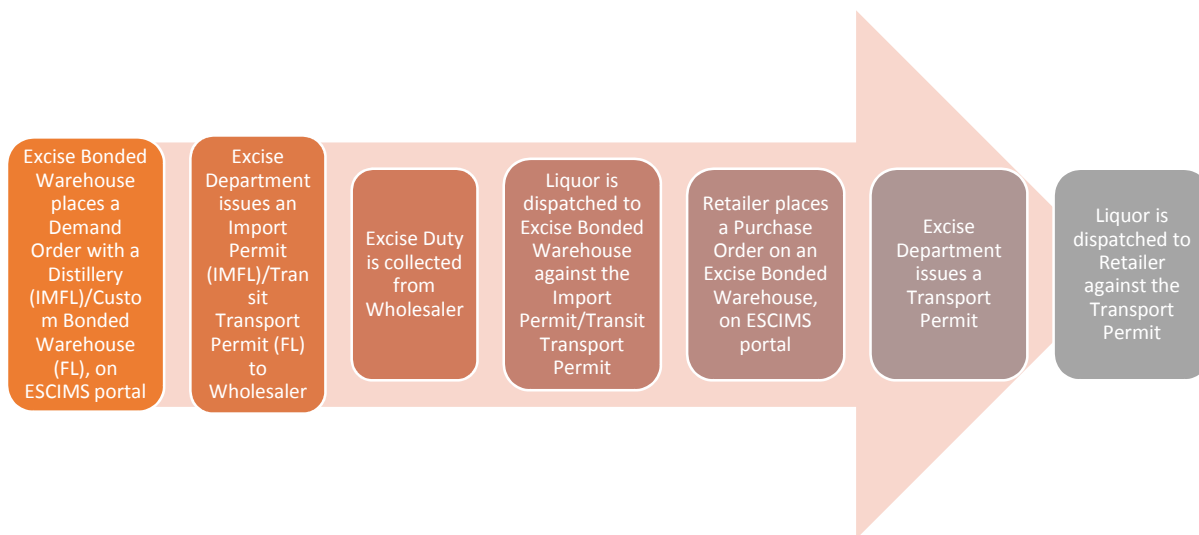 Excise Bonded
Warehouse
places a
Demand
Order with a
Distillery
(IMFL)/Custo
m Bonded
Warehouse
(FL), on
ESCIMS portal
Excise
Department
issues an
Import
Permit
(IMFL)/Tran
sit
Transport
Permit (FL)
to
Wholesaler
Excise Duty
is collected
from
Wholesaler
Liquor is
dispatched to
Excise Bonded
Warehouse
against the
Import
Permit/Transit
Transport
Permit
Retailer places
a Purchase
Order on an
Excise Bonded
Warehouse,
on ESCIMS
portal
Excise
Department
issues a
Transport
Permit
Liquor is
dispatched to
Retailer
against the
Transport
Permit